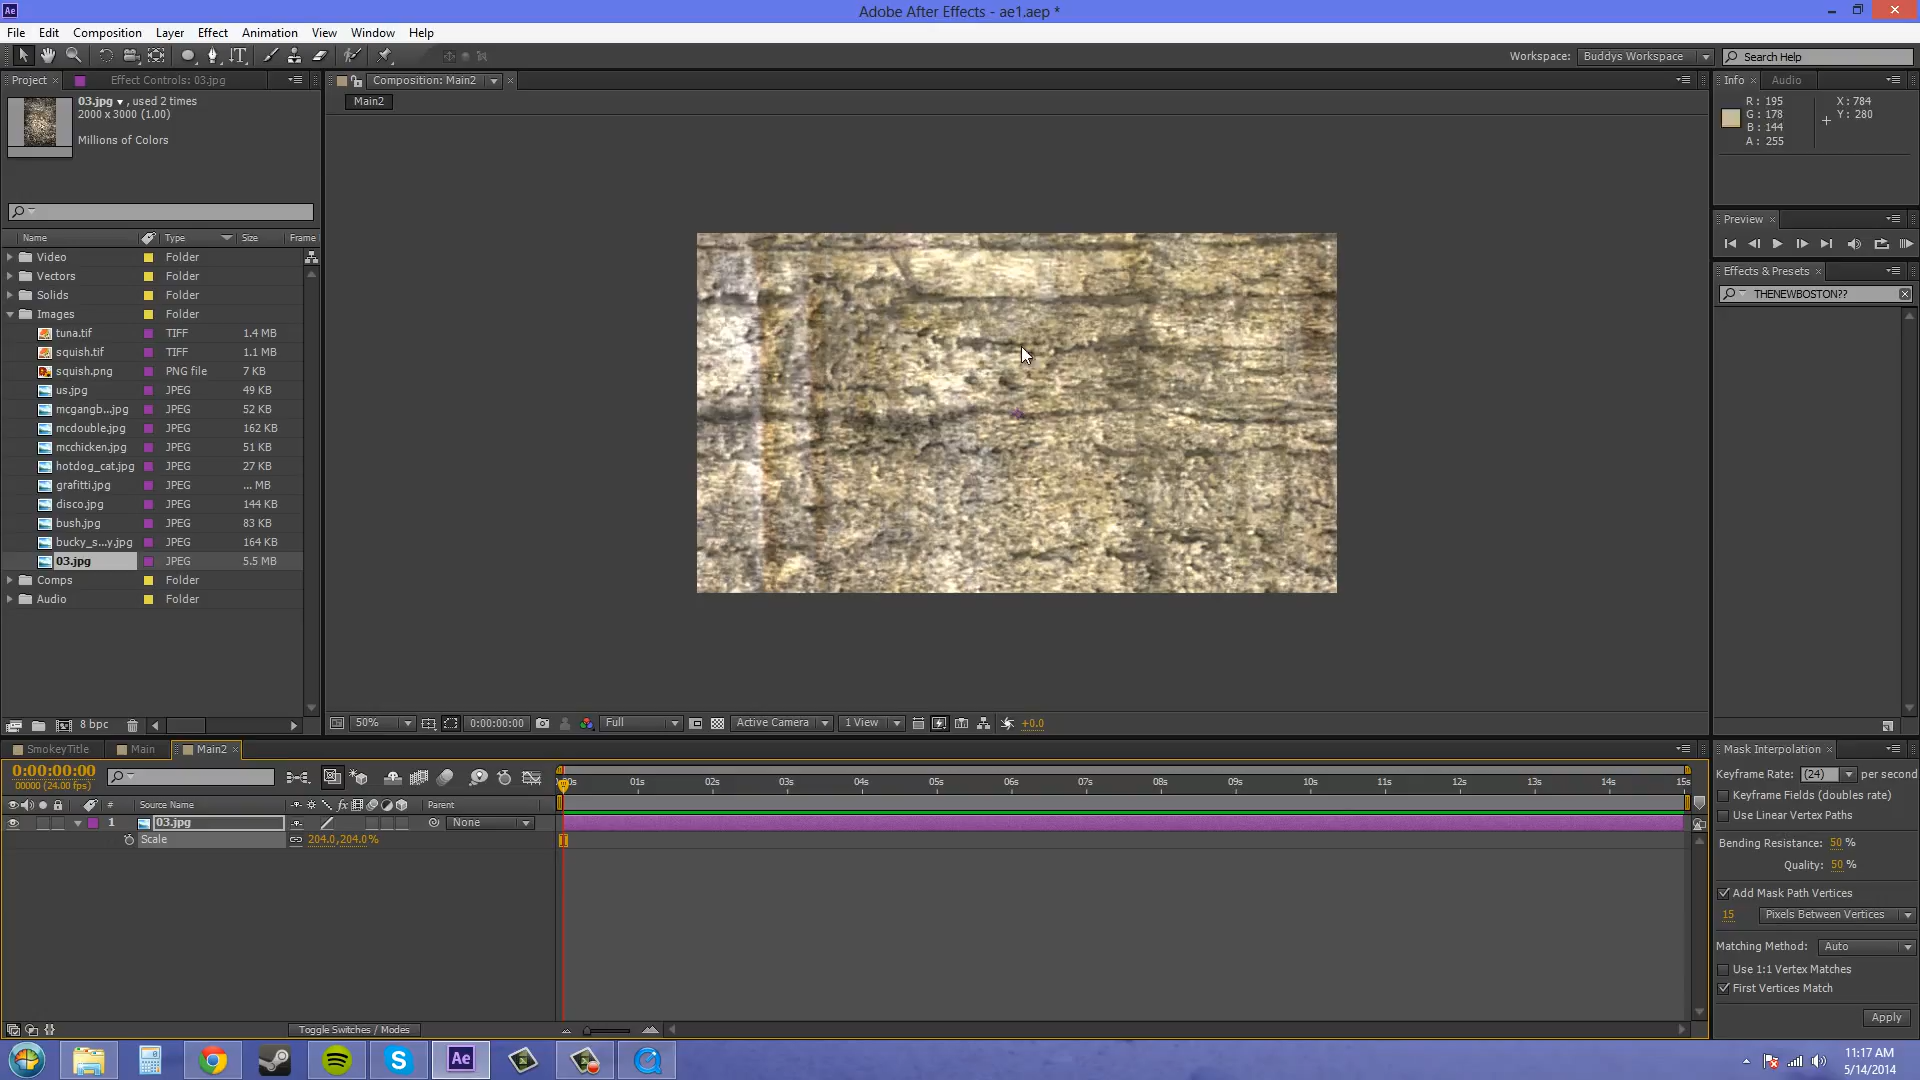 Adobe After Effects - ae1.aep *
File Edit Composition Layer Effect Animation View Window Help
Workspace: Buddys Workspace Search Help
Project Effect Controls: 03.jpg
Composition: Main2
Info Audio
03.jpg , used 2 times
2000 x 3000 (1.00)
Millions of Colors
Main2
R: 195 X: 784
G: 178 Y: 280
B: 144
A: 255
Preview
Effects & Presets
THENEWBOSTON??
Name Type Size Frame
Video Folder
Vectors Folder
Solids Folder
Images Folder
tuna.tif TIFF 1.4 MB
squish.tif TIFF 1.1 MB
squish.png PNG file 7 KB
us.jpg JPEG 49 KB
mcgangb...jpg JPEG 52 KB
mcdouble.jpg JPEG 162 KB
mcchicken.jpg JPEG 51 KB
hotdog_cat.jpg JPEG 27 KB
grafitti.jpg JPEG ... MB
disco.jpg JPEG 144 KB
bush.jpg JPEG 83 KB
bucky_s...y.jpg JPEG 164 KB
03.jpg JPEG 5.5 MB
Comps Folder
Audio Folder
8 bpc
50% 0:00:00:00 Full Active Camera 1 View +0.0
SmokeyTitle Main Main2
0:00:00:00
00000 (24.00 fps)
01s 02s 03s 04s 05s 06s 07s 08s 09s 10s 11s 12s 13s 14s 15s
# Source Name Parent
1 03.jpg None
Scale 204.0,204.0%
Toggle Switches / Modes
Mask Interpolation
Keyframe Rate: (24) per second
Keyframe Fields (doubles rate)
Use Linear Vertex Paths
Bending Resistance: 50 %
Quality: 50 %
Add Mask Path Vertices
15 Pixels Between Vertices
Matching Method: Auto
Use 1:1 Vertex Matches
First Vertices Match
Apply
Ae
11:17 AM
5/14/2014